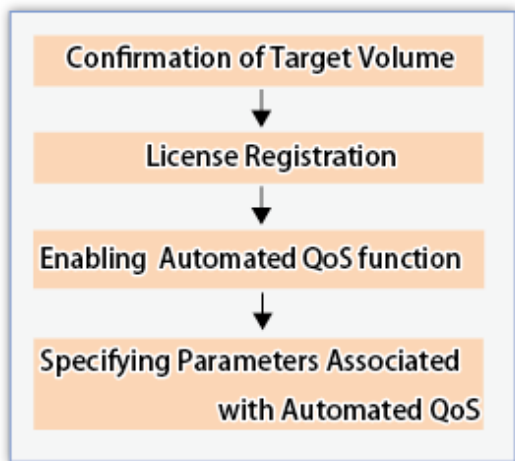 Confirmation of Target Volume
License Registration
Enabling Automated QoS function
Specifying Parameters Associated
with Automated QoS